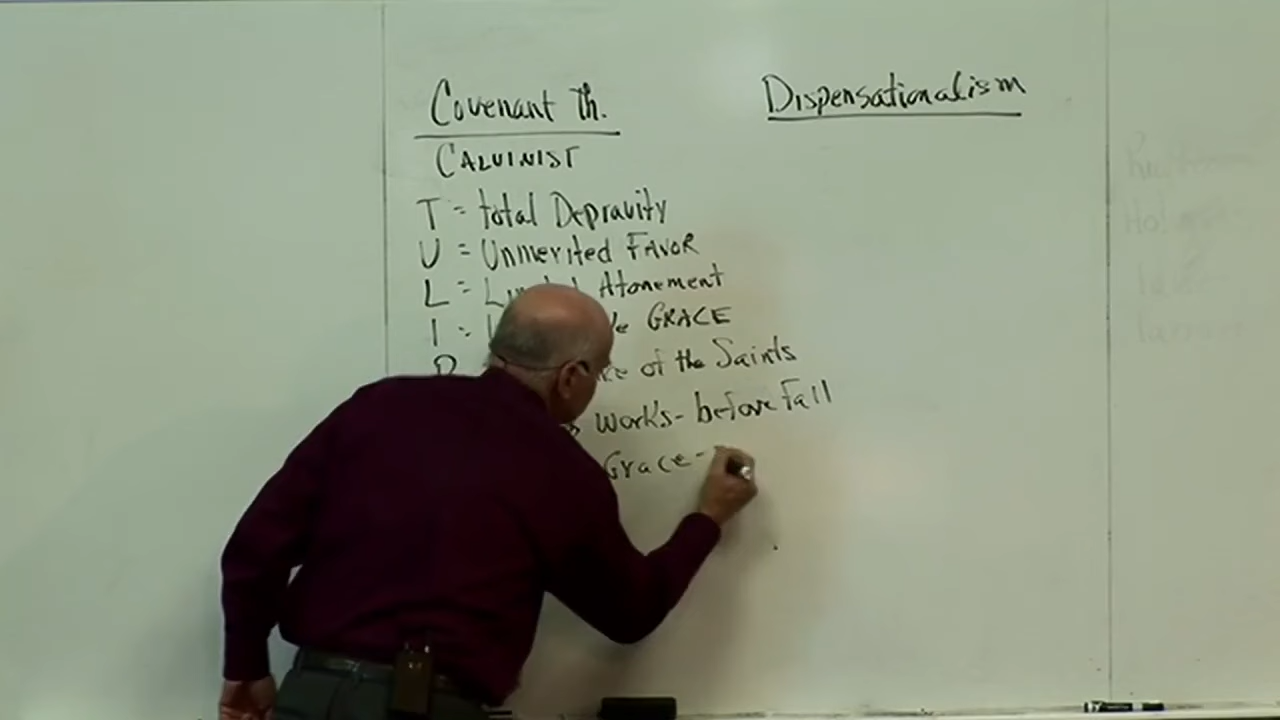 Covenant Th.
Dispensationalism
CALVINIST
T = total Depravity
U = Unmerited FAVOR
L = Atonement
I = GRACE
of the Saints
Works - before Fall
Grace -